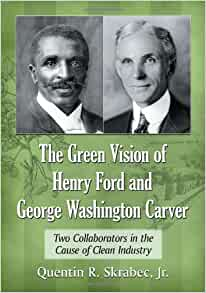 The Green Vision of
Henry Ford and
George Washington Carver
Two Collaborators in the
Cause of Clean Industry
Quentin R. Skrabec, Jr.